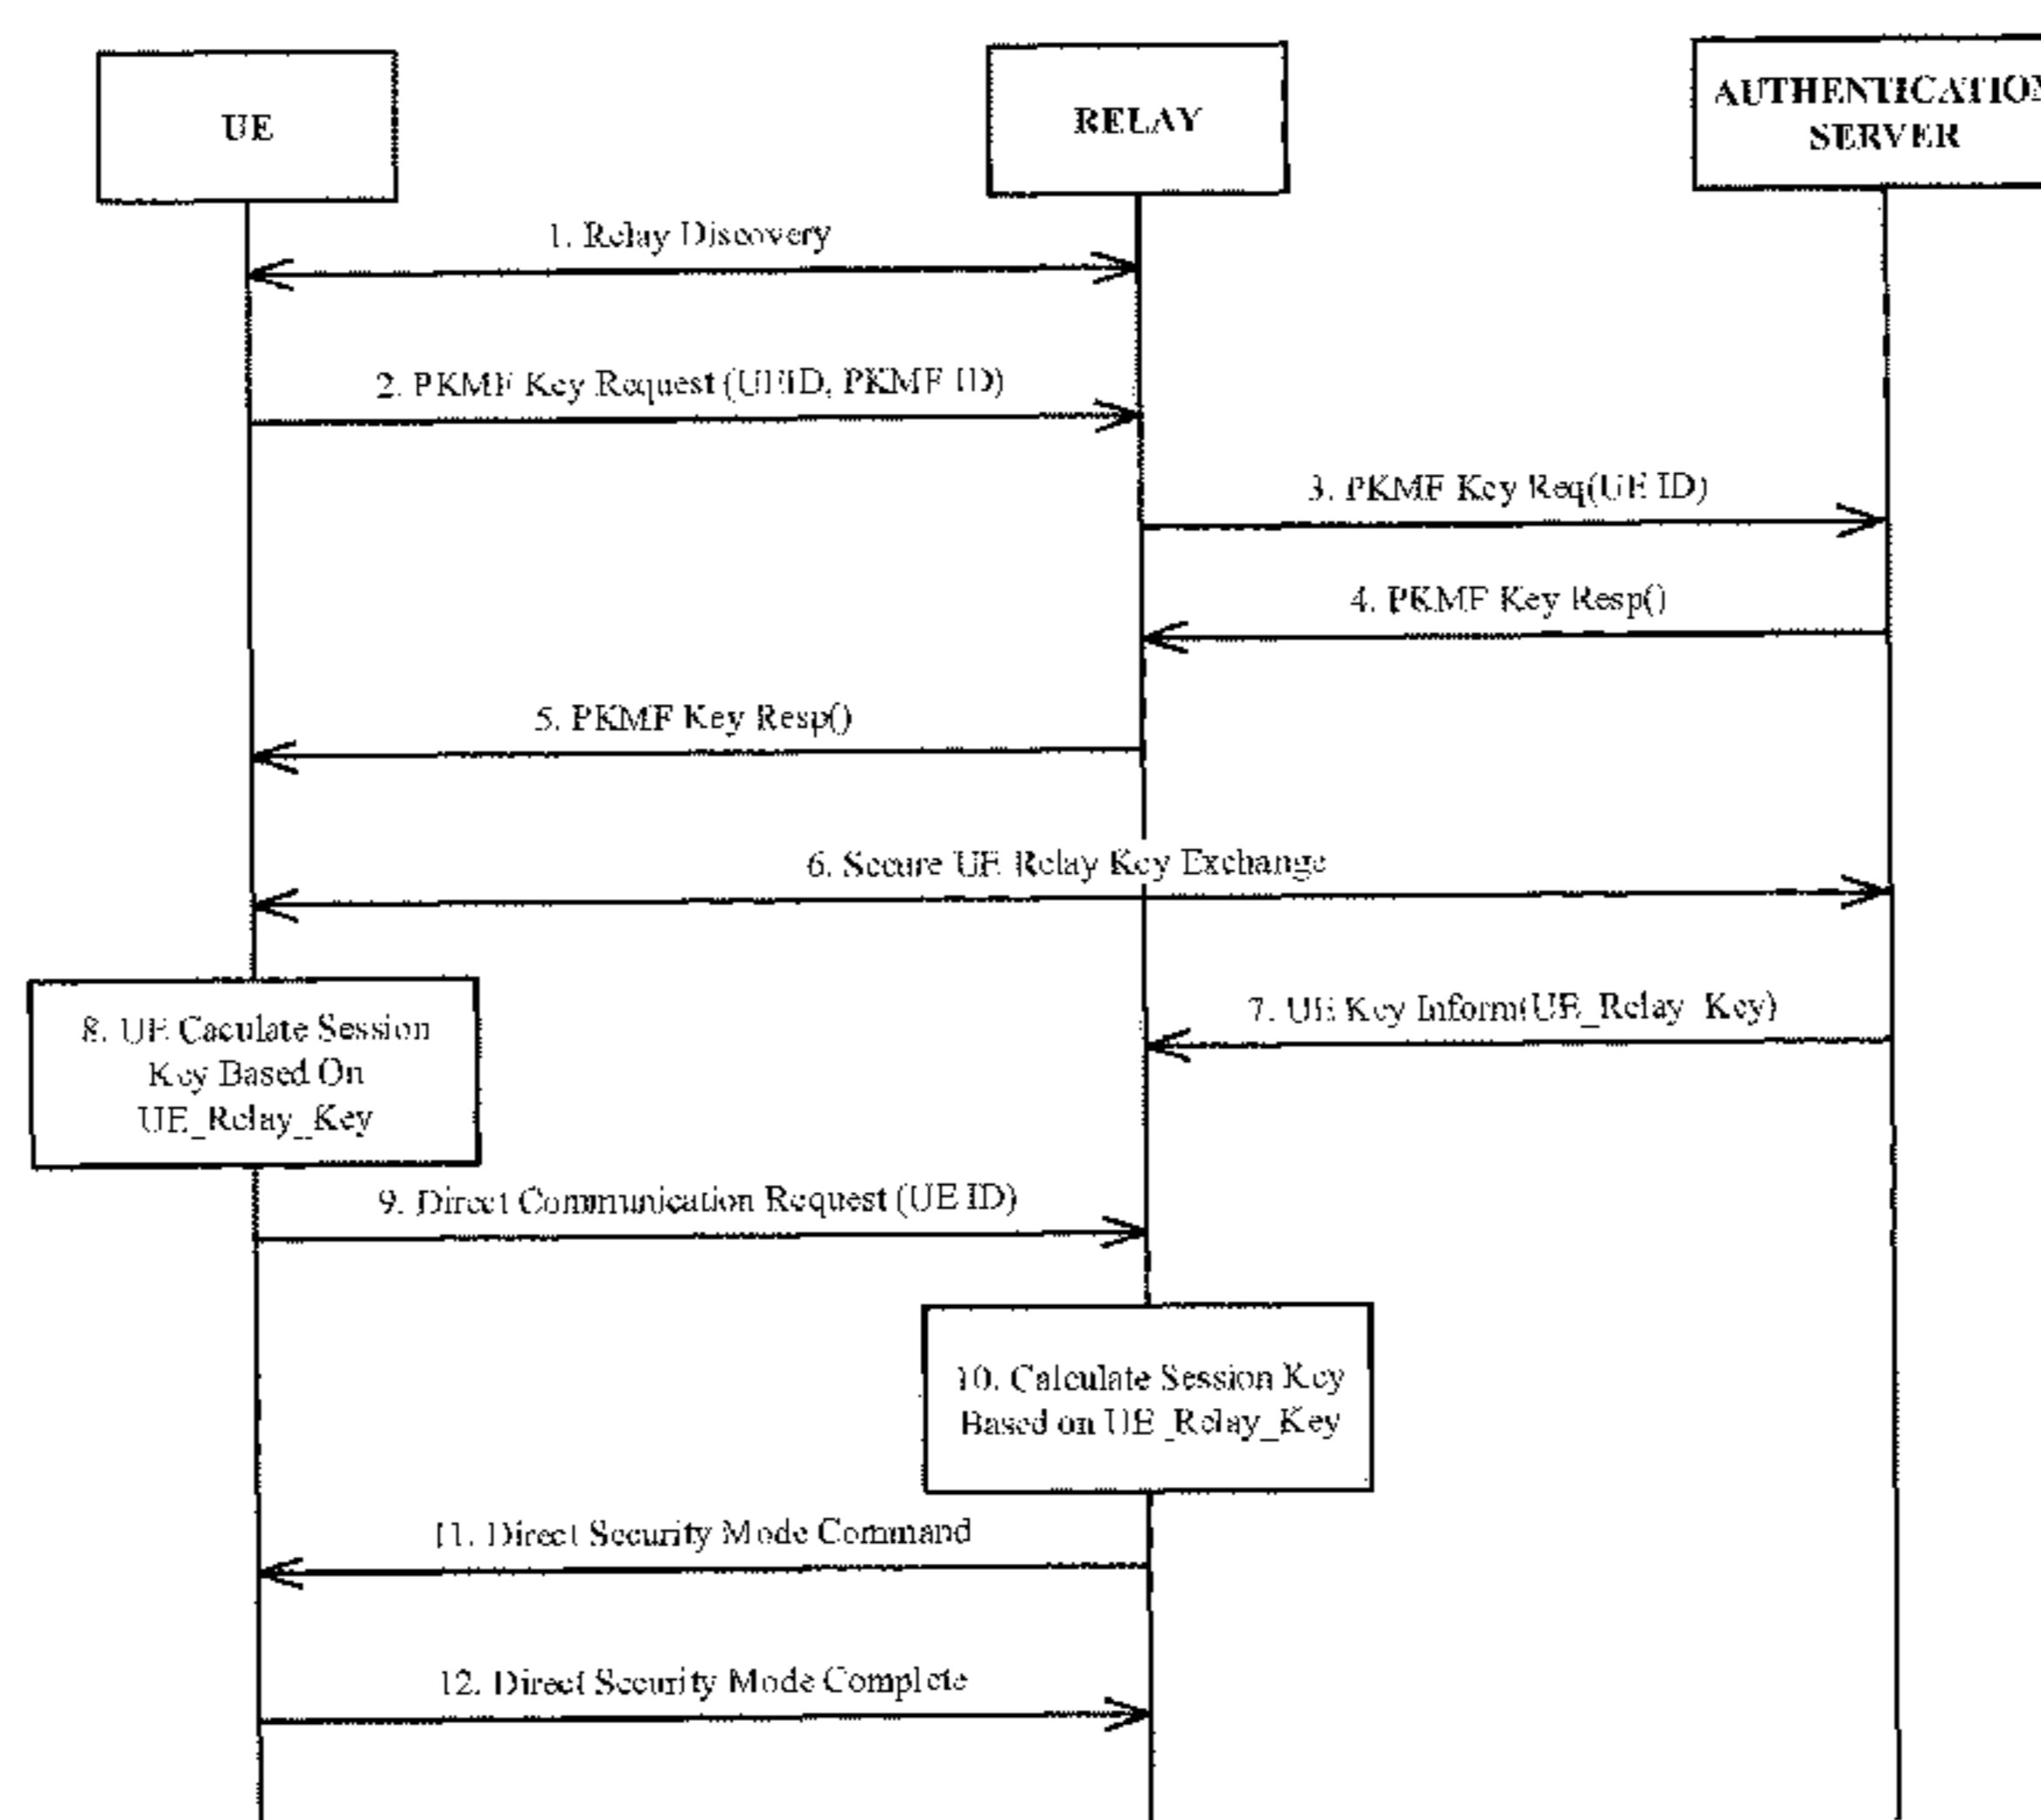 UE
RELAY
AUTHENTICATION
SERVER
1. Relay Discovery
2. PKMF Key Request (UEID, PKMF ID)
3. PKMF Key Req(UE ID)
4. PKMF Key Resp()
5. PKMF Key Resp()
6. Secure UE Relay Key Exchange
7. UE Key Inform(UE_Relay_Key)
8. UE Caculate Session
Key Based On
UE_Relay_Key
9. Direct Communication Request (UE ID)
10. Calculate Session Key
Based on UE_Relay_Key
11. Direct Security Mode Command
12. Direct Security Mode Complete